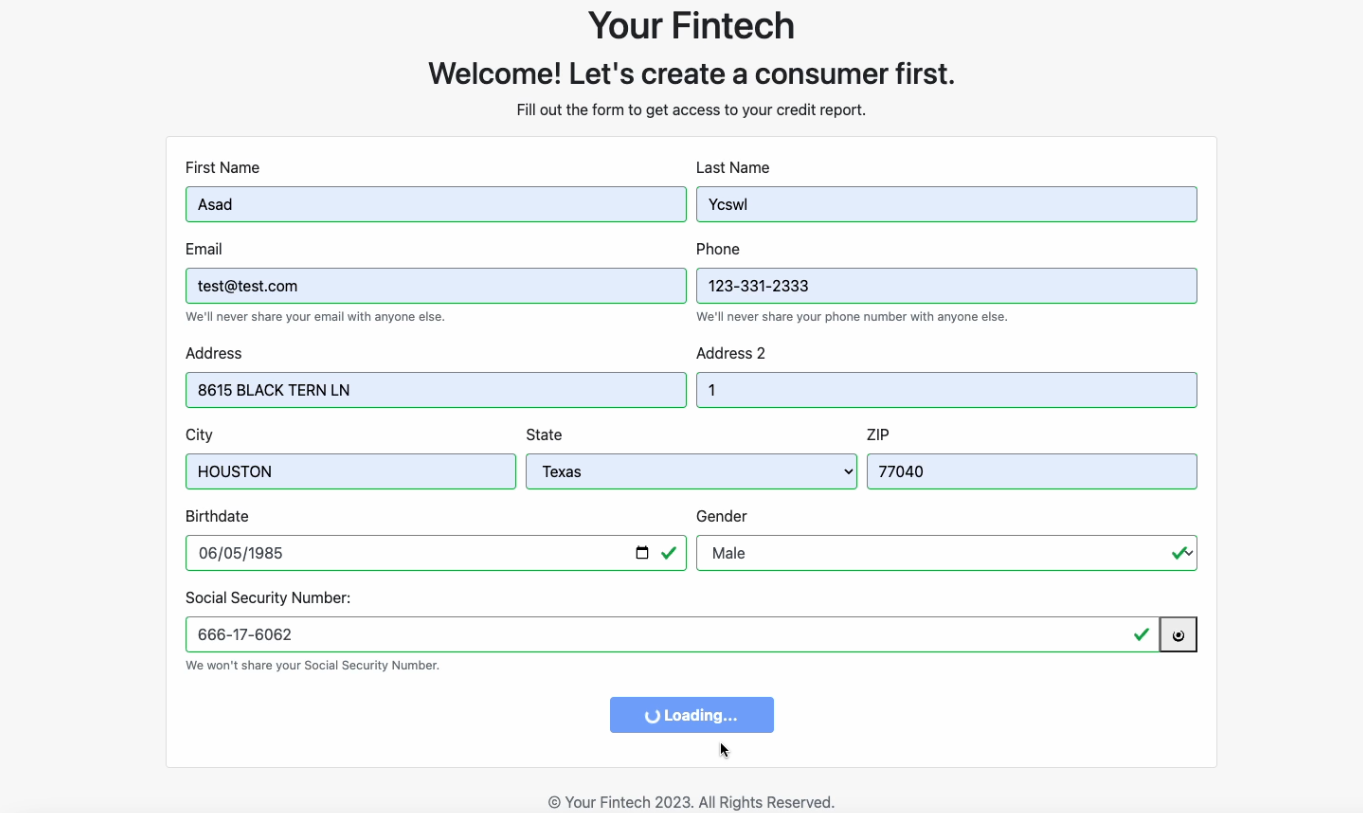 Your Fintech
Welcome! Let's create a consumer first.
Fill out the form to get access to your credit report.
First Name
Last Name
Asad
Ycswl
Email
Phone
test@test.com
123-331-2333
We'll never share your email with anyone else.
We'll never share your phone number with anyone else.
Address
Address 2
8615 BLACK TERN LN
1
City
State
ZIP
HOUSTON
Texas
77040
Birthdate
Gender
06/05/1985
Male
Social Security Number:
666-17-6062
We won't share your Social Security Number.
Loading...
© Your Fintech 2023. All Rights Reserved.